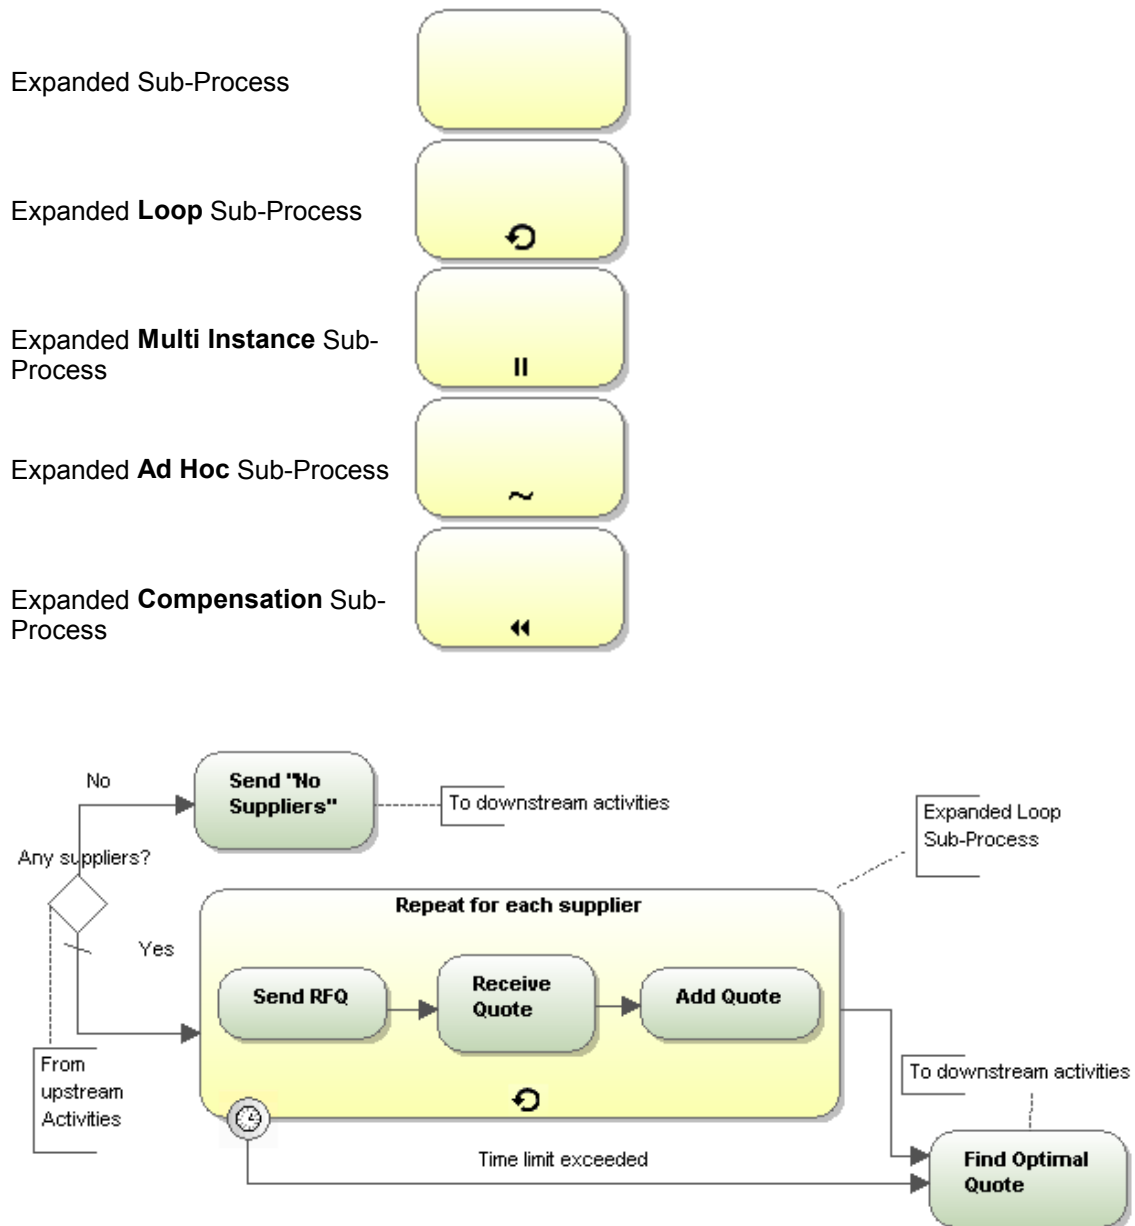 Expanded Sub-Process
Expanded Loop Sub-Process
Expanded Multi Instance Sub-
Process
Expanded Ad Hoc Sub-Process
Expanded Compensation Sub-
Process
No
Send "No
Suppliers"
To downstream activities
Expanded Loop
Sub-Process
Any suppliers?
Repeat for each supplier
Yes
Send RFQ
Receive
Quote
Add Quote
From
upstream
Activities
To downstream activities
Time limit exceeded
Find Optimal
Quote